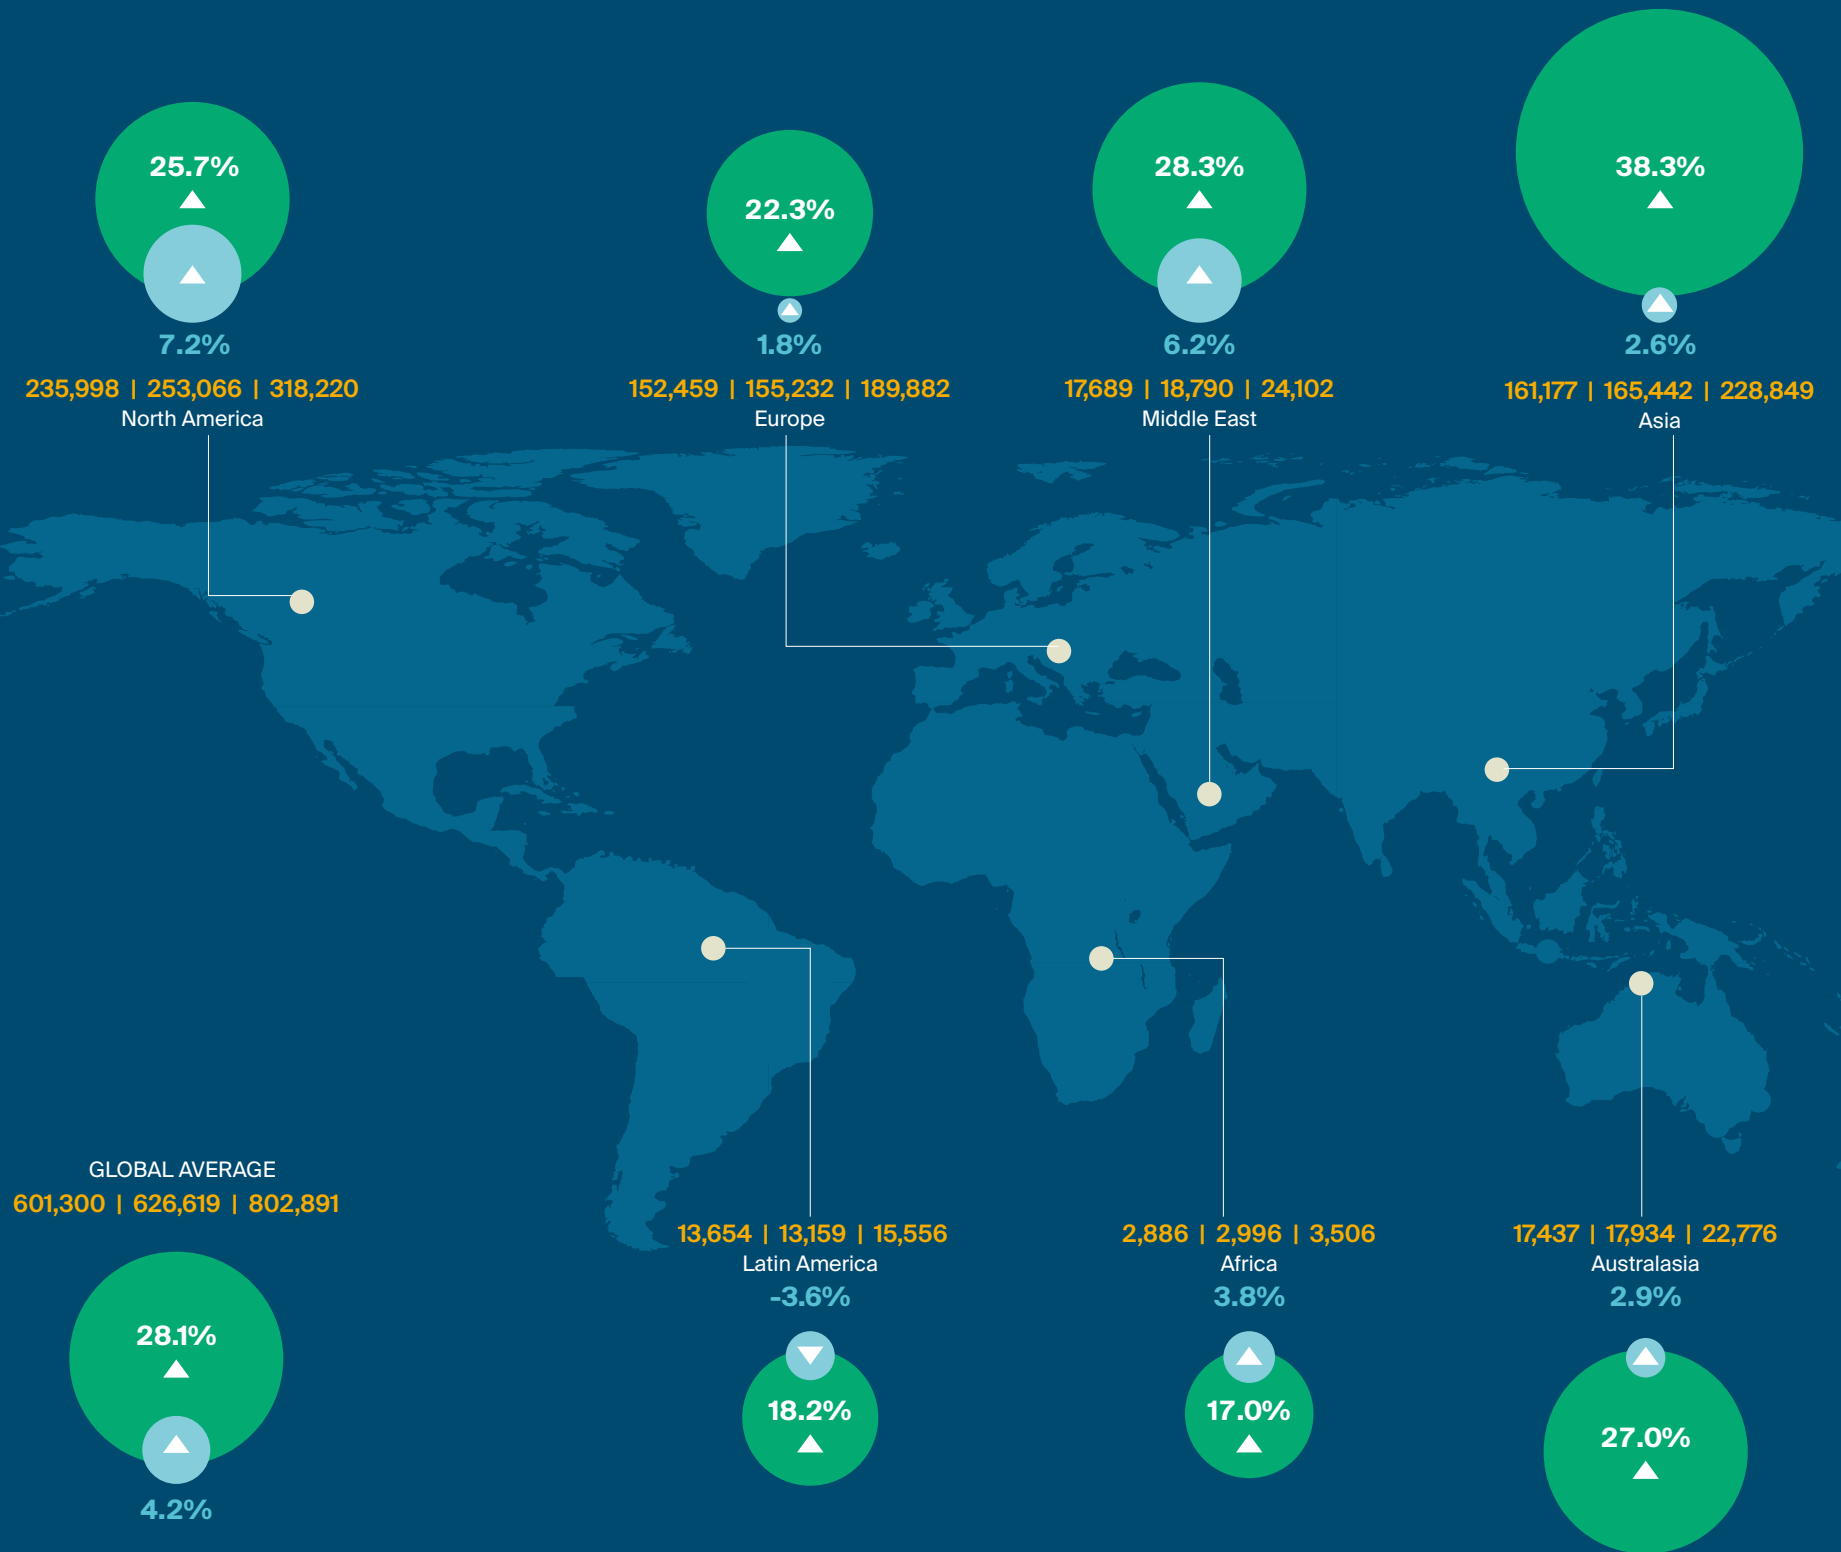 25.7%
7.2%
235,998 | 253,066 | 318,220
North America
22.3%
1.8%
152,459 | 155,232 | 189,882
Europe
28.3%
6.2%
17,689 | 18,790 | 24,102
Middle East
38.3%
2.6%
161,177 | 165,442 | 228,849
Asia
GLOBAL AVERAGE
601,300 | 626,619 | 802,891
28.1%
4.2%
13,654 | 13,159 | 15,556
Latin America
-3.6%
18.2%
2,886 | 2,996 | 3,506
Africa
3.8%
17.0%
17,437 | 17,934 | 22,776
Australasia
2.9%
27.0%